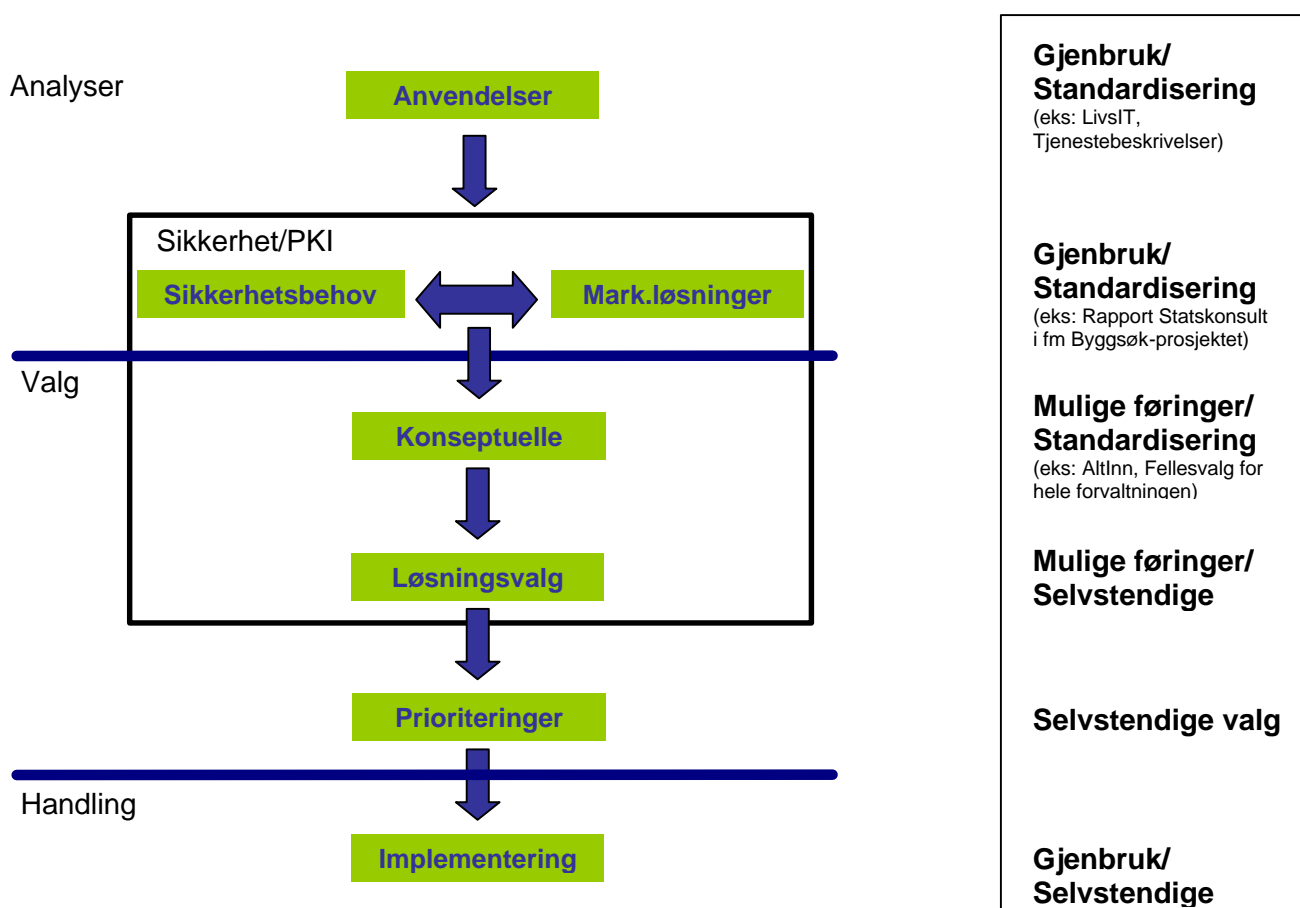 Analyser
Anvendelser
Sikkerhet/PKI
Sikkerhetsbehov
Mark.løsninger
Valg
Konseptuelle
Løsningsvalg
Prioriteringer
Handling
Implementering
Gjenbruk/
Standardisering
(eks: LivsIT,
Tjenestebeskrivelser)
Gjenbruk/
Standardisering
(eks: Rapport Statskonsult
i fm Byggsøk-prosjektet)
Mulige føringer/
Standardisering
(eks: AltInn, Fellesvalg for
hele forvaltningen)
Mulige føringer/
Selvstendige
Selvstendige valg
Gjenbruk/
Selvstendige